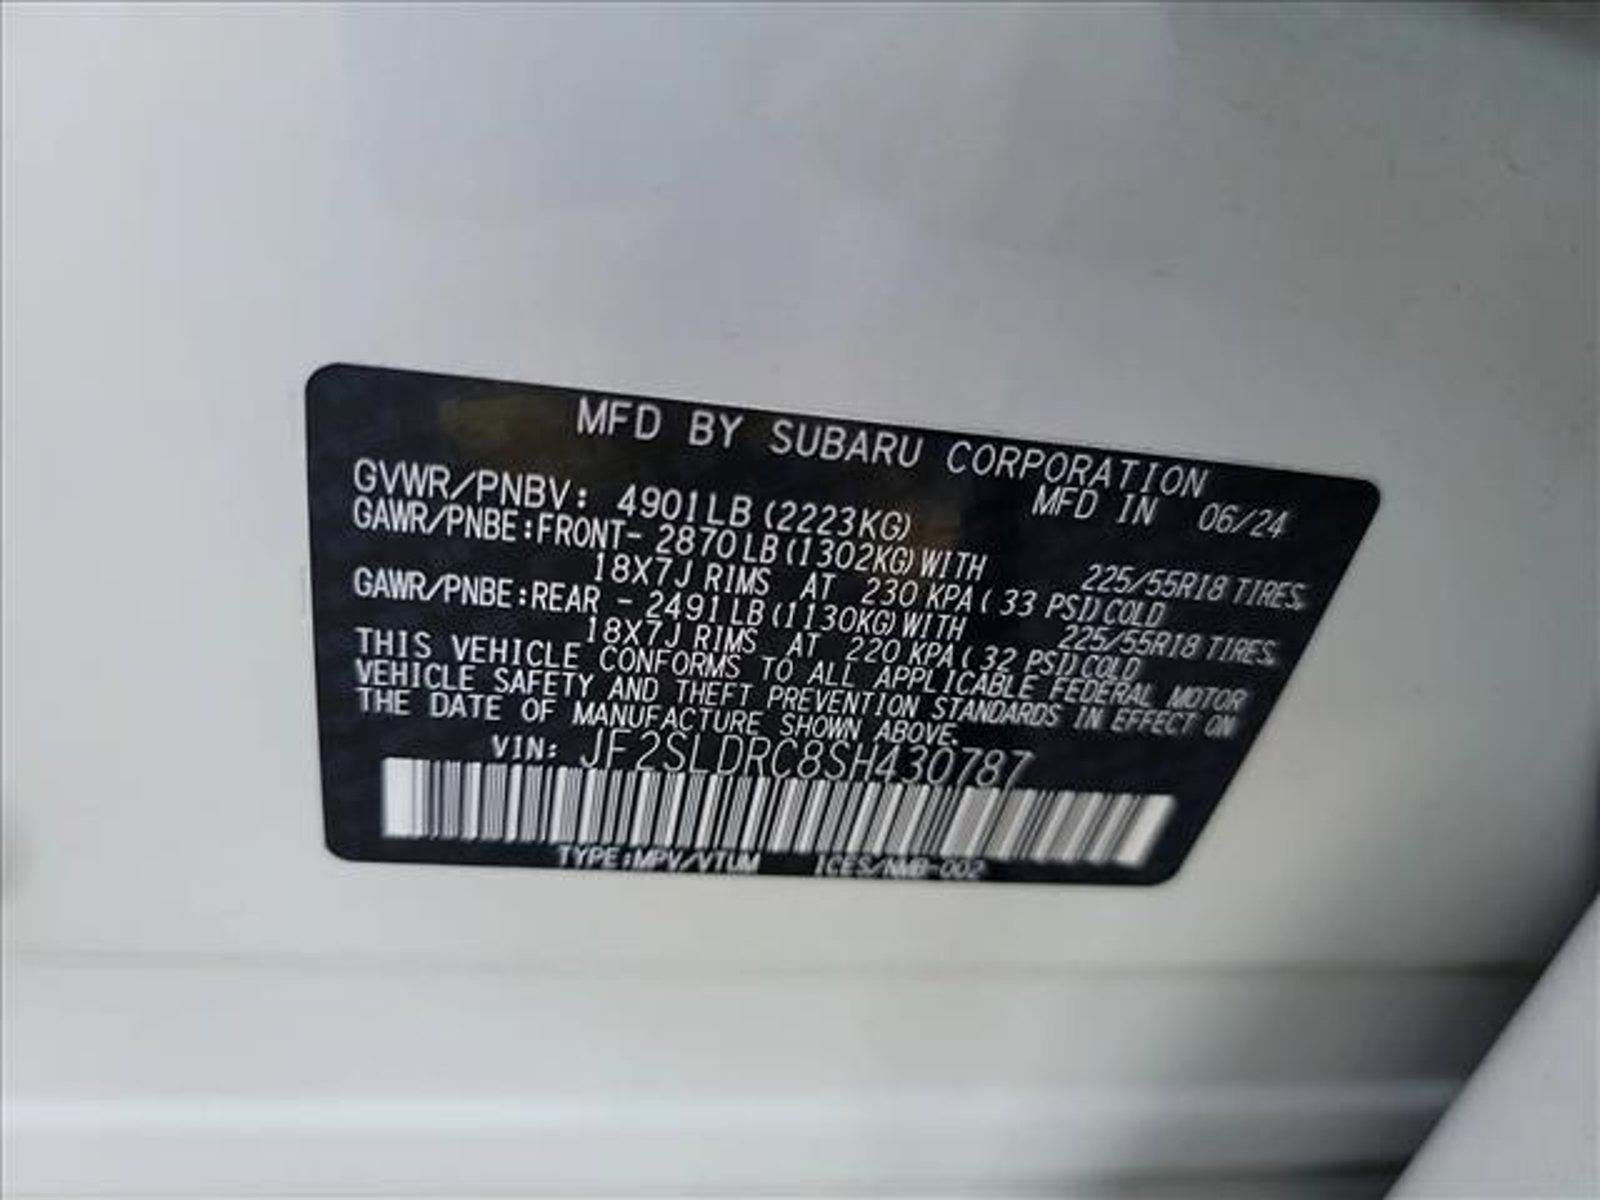 MFD BY SUBARU CORPORATION
MFD IN 06/24
GVWR/PNBV: 4901LB (2223KG)
GAWR/PNBE:FRONT- 2870LB(1302KG)WITH 225/55R18 TIRES,
18X7J RIMS AT 230 KPA( 33 PSI)COLD
GAWR/PNBE:REAR - 2491LB(1130KG)WITH 225/55R18 TIRES,
18X7J RIMS AT 220 KPA( 32 PSI)COLD
THIS VEHICLE CONFORMS TO ALL APPLICABLE FEDERAL MOTOR
VEHICLE SAFETY AND THEFT PREVENTION STANDARDS IN EFFECT ON
THE DATE OF MANUFACTURE SHOWN ABOVE.
VIN: JF2SLDRC8SH430787
TYPE:MPV/VTUM ICES/NMB-002